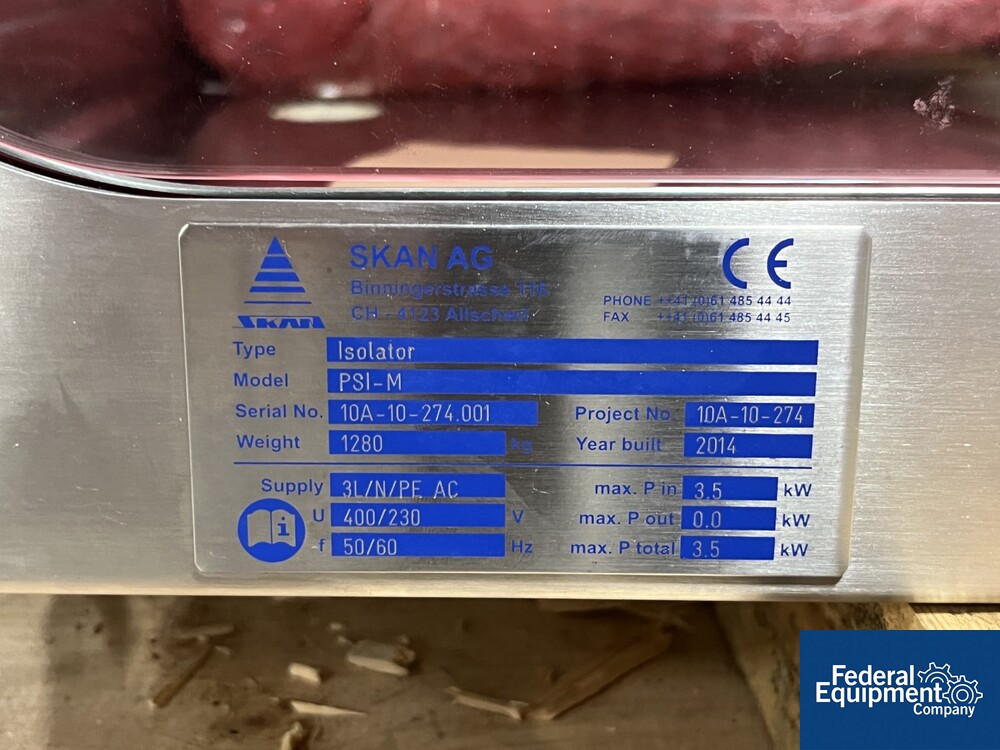 SKAN AG
Binningerstrasse 116
CH - 4123 Allschwil
SKAN
CE
PHONE ++41 (0)61 485 44 44
FAX ++41 (0)61 485 44 45
Type Isolator
Model PSI-M
Serial No. 10A-10-274.001 Project No. 10A-10-274
Weight 1280 kg Year built 2014
Supply 3L/N/PE AC max. P in 3.5 kW
U 400/230 V max. P out 0.0 kW
f 50/60 Hz max. P total 3.5 kW
i
Federal
Equipment
Company